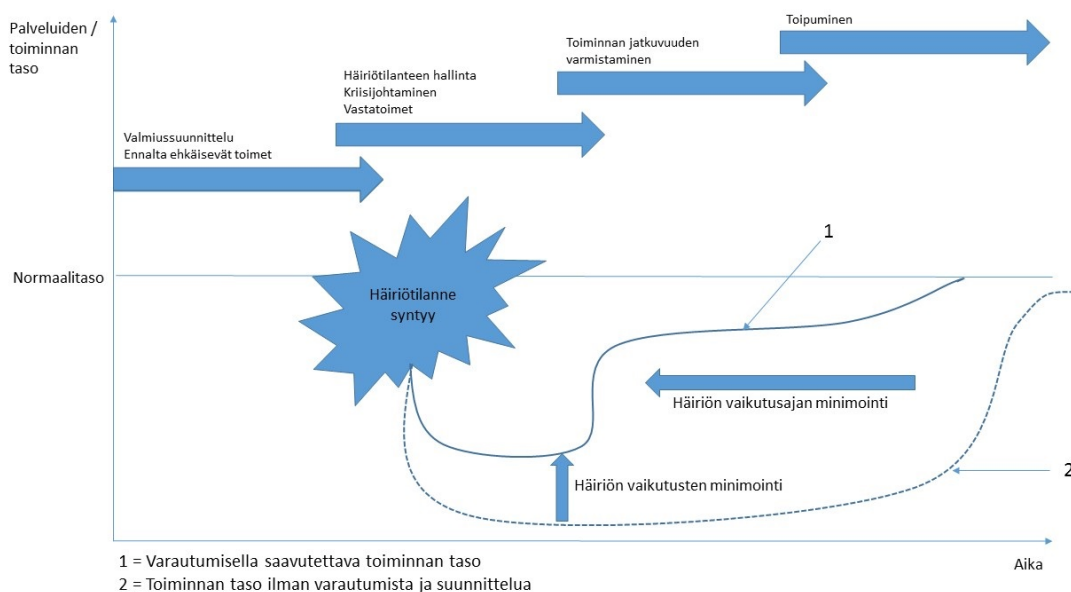 Palveluiden /
toiminnan
taso
Toipuminen
Toiminnan jatkuvuuden
varmistaminen
Häiriötilanteen hallinta
Kriisijohtaminen
Vastatoimet
Valmiussuunnittelu
Ennalta ehkäisevät toimet
1
Normaalitaso
Häiriötilanne
syntyy
Häiriön vaikutusajan minimointi
2
Häiriön vaikutusten minimointi
Aika
1 = Varautumisella saavutettava toiminnan taso
2 = Toiminnan taso ilman varautumista ja suunnittelua